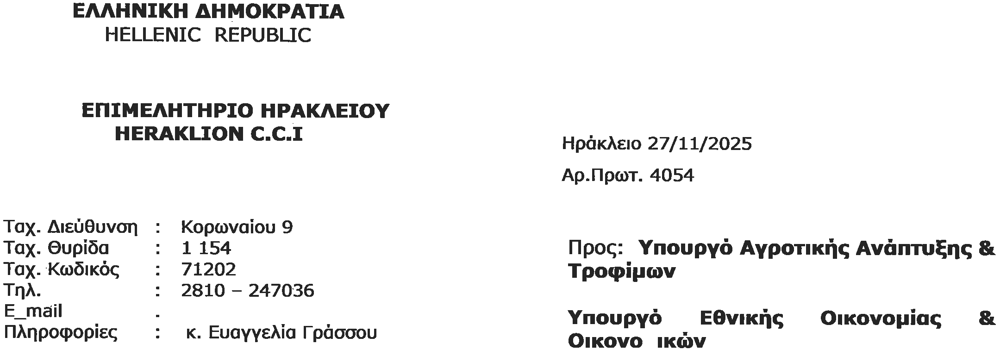 ΕΛΛΗΝΙΚΗ ΔΗΜΟΚΡΑΤΙΑ
HELLENIC REPUBLIC
ΕΠΙΜΕΛΗΤΗΡΙΟ ΗΡΑΚΛΕΙΟΥ
HERAKLION C.C.I
Ηράκλειο 27/11/2025
Αρ.Πρωτ. 4054
Ταχ. Διεύθυνση : Κορωναίου 9
Ταχ. Θυρίδα : 1 154
Ταχ. Κωδικός : 71202
Τηλ. : 2810 – 247036
E_mail .
Πληροφορίες : κ. Ευαγγελία Γράσσου
Προς: Υπουργό Αγροτικής Ανάπτυξης &
Τροφίμων
Υπουργό Εθνικής Οικονομίας &
Οικονο ικών